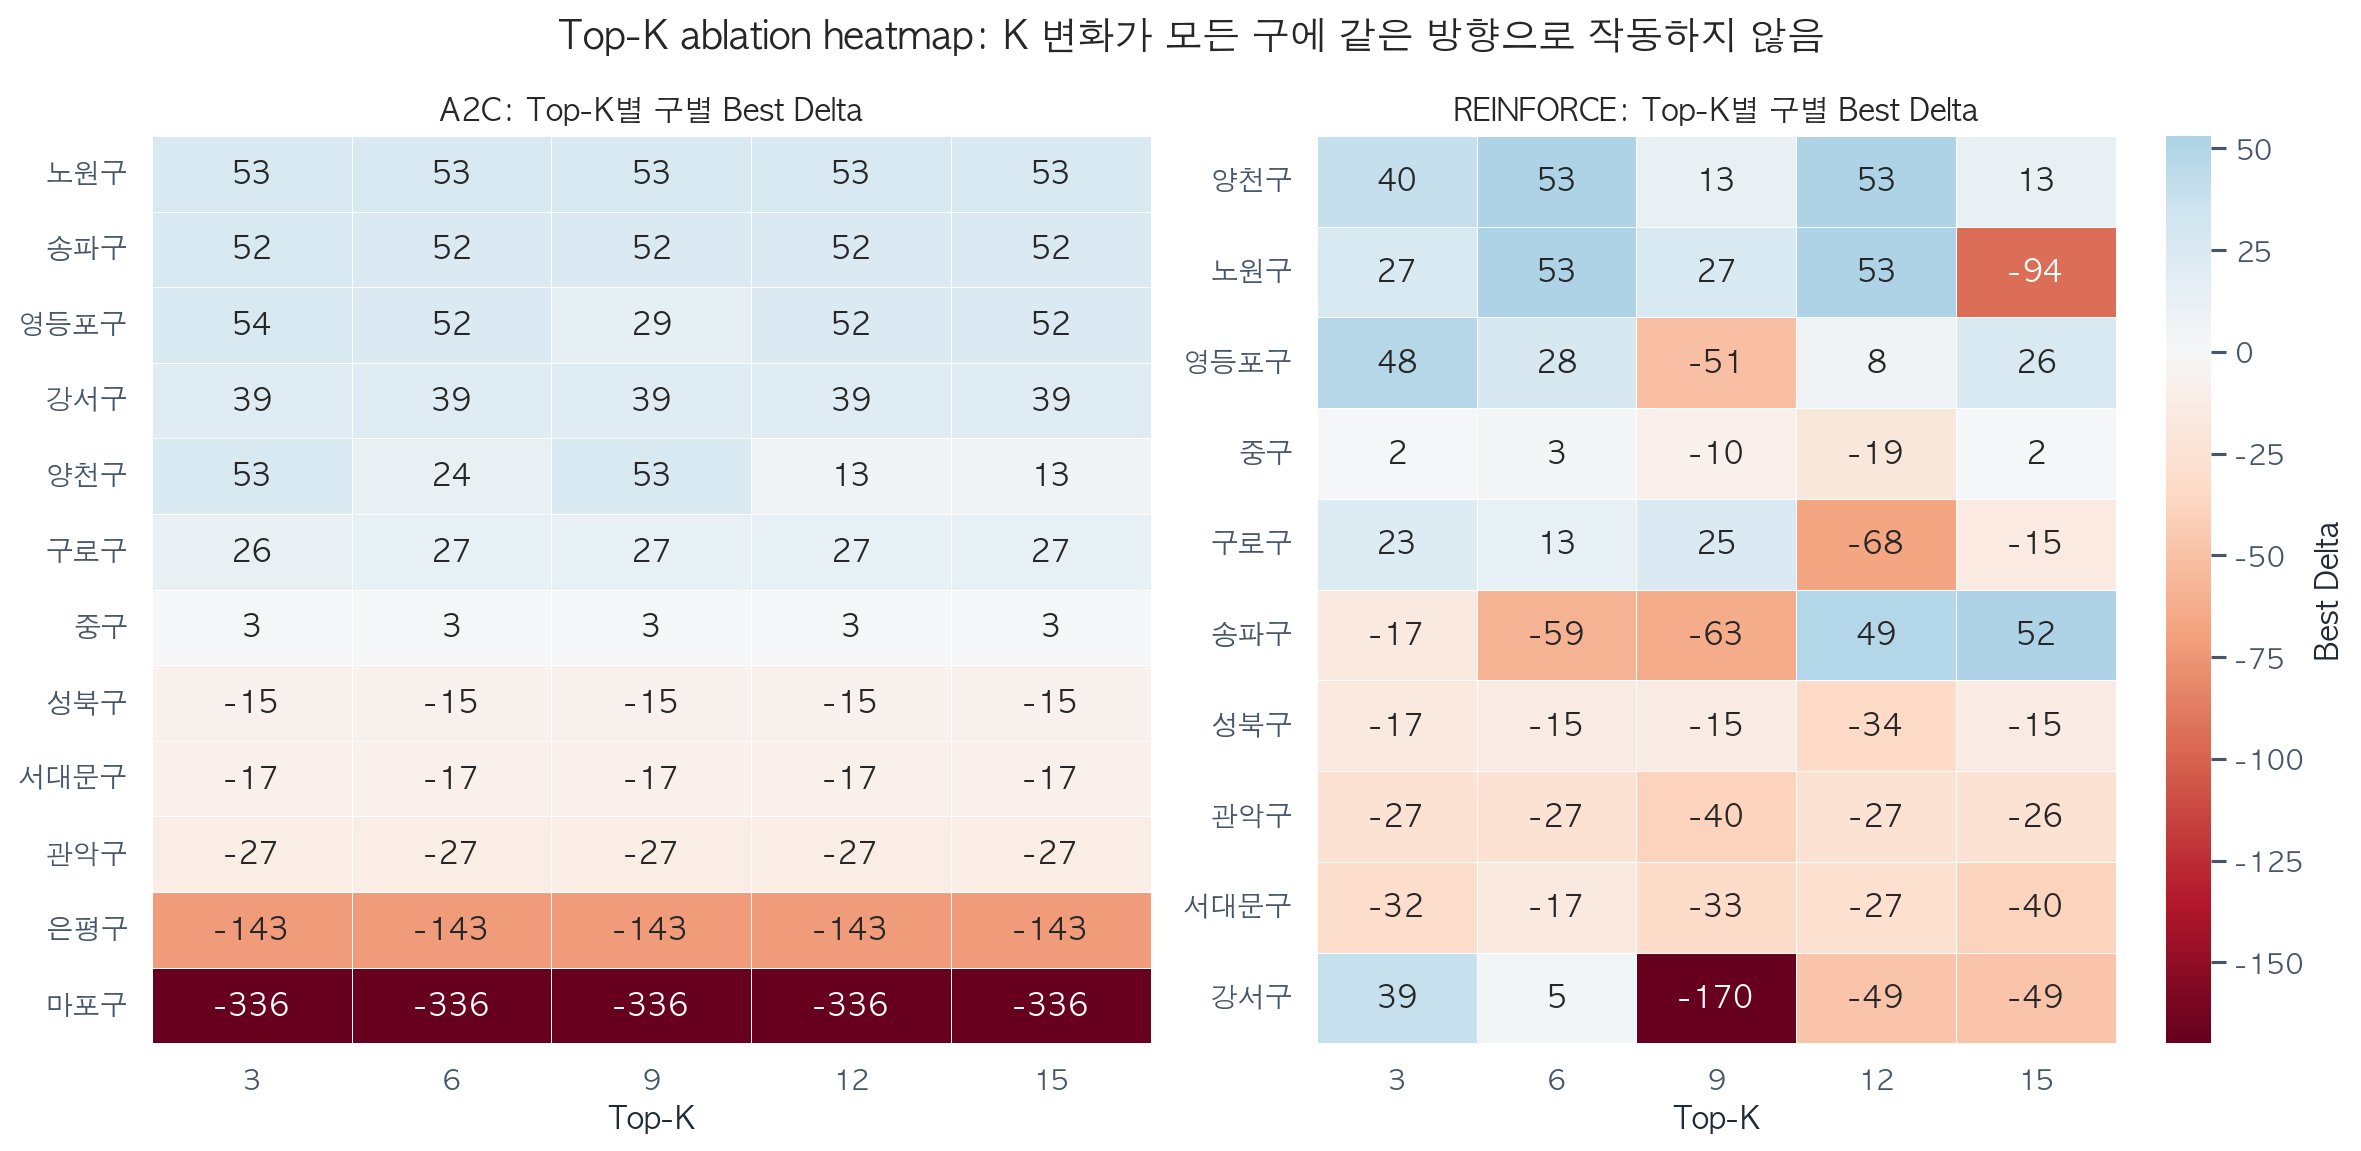 Top-K ablation heatmap: K 변화가 모든 구에 같은 방향으로 작동하지 않음
A2C: Top-K별 구별 Best Delta
노원구 53 53 53 53 53
송파구 52 52 52 52 52
영등포구 54 52 29 52 52
강서구 39 39 39 39 39
양천구 53 24 53 13 13
구로구 26 27 27 27 27
중구 3 3 3 3 3
성북구 -15 -15 -15 -15 -15
서대문구 -17 -17 -17 -17 -17
관악구 -27 -27 -27 -27 -27
은평구 -143 -143 -143 -143 -143
마포구 -336 -336 -336 -336 -336
3 6 9 12 15
Top-K
REINFORCE: Top-K별 구별 Best Delta
양천구 40 53 13 53 13
노원구 27 53 27 53 -94
영등포구 48 28 -51 8 26
중구 2 3 -10 -19 2
구로구 23 13 25 -68 -15
송파구 -17 -59 -63 49 52
성북구 -17 -15 -15 -34 -15
관악구 -27 -27 -40 -27 -26
서대문구 -32 -17 -33 -27 -40
강서구 39 5 -170 -49 -49
3 6 9 12 15
Top-K
50
25
0
-25
-50
-75
-100
-125
-150
Best Delta